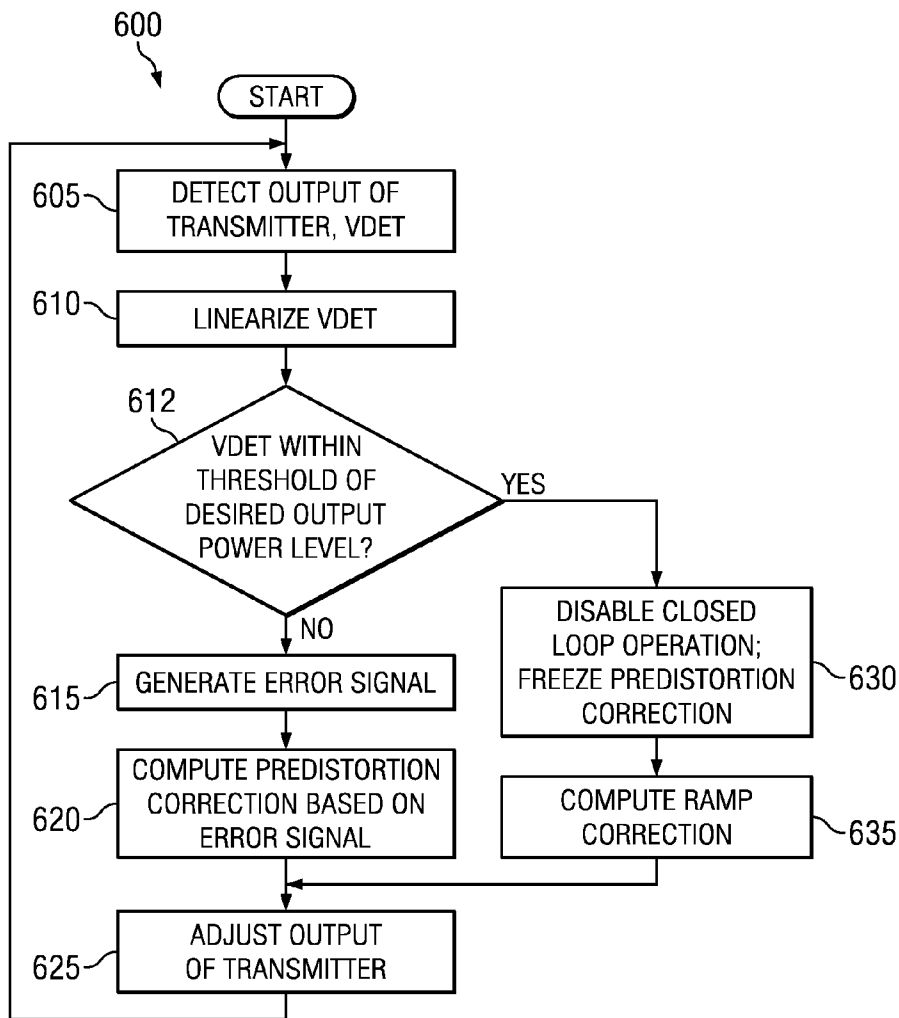 600
START
605
DETECT OUTPUT OF
TRANSMITTER, VDET
610
LINEARIZE VDET
612
VDET WITHIN
THRESHOLD OF
DESIRED OUTPUT
POWER LEVEL?
YES
NO
615
GENERATE ERROR SIGNAL
DISABLE CLOSED
LOOP OPERATION;
FREEZE PREDISTORTION
CORRECTION
630
620
COMPUTE PREDISTORTION
CORRECTION BASED ON
ERROR SIGNAL
COMPUTE RAMP
CORRECTION
635
625
ADJUST OUTPUT
OF TRANSMITTER